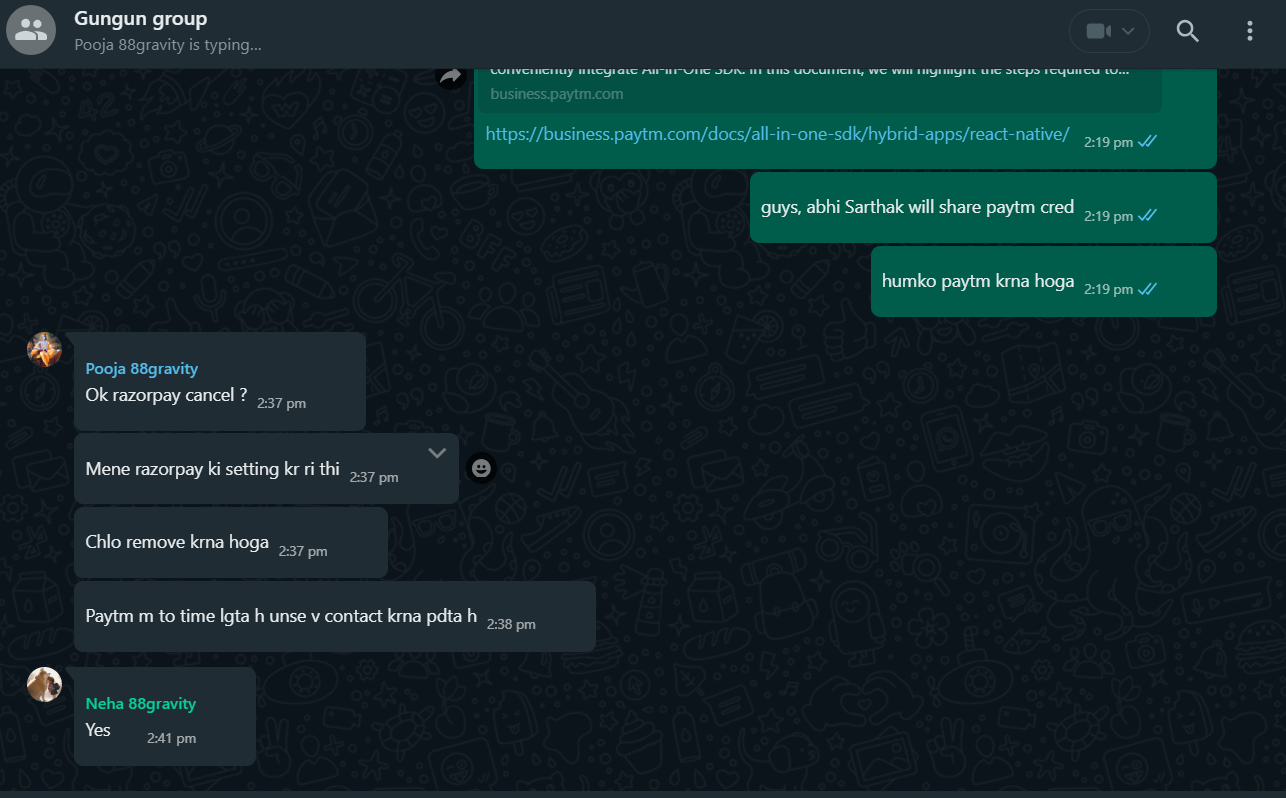 Gungun group
Pooja 88gravity is typing...
conveniently integrate All-in-One SDK. In this document, we will highlight the steps required to...
business.paytm.com
https://business.paytm.com/docs/all-in-one-sdk/hybrid-apps/react-native/ 2:19 pm
guys, abhi Sarthak will share paytm cred 2:19 pm
humko paytm krna hoga 2:19 pm
Pooja 88gravity
Ok razorpay cancel ? 2:37 pm
Mene razorpay ki setting kr ri thi 2:37 pm
Chlo remove krna hoga 2:37 pm
Paytm m to time lgta h unse v contact krna pdta h 2:38 pm
Neha 88gravity
Yes 2:41 pm